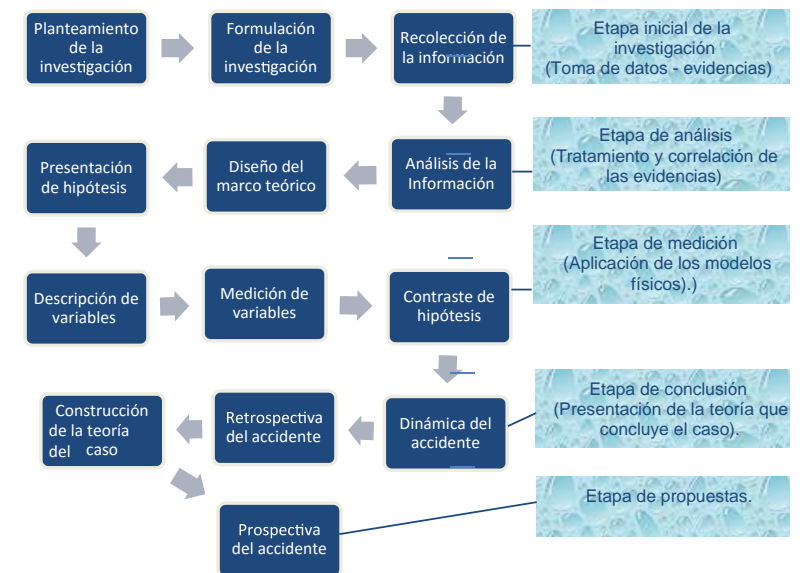 Planteamiento
de la
investigación
Formulación
de la
investigación
Recolección de
la información
Etapa inicial de la
investigación
(Toma de datos - evidencias)
Presentación
de hipótesis
Diseño del
marco teórico
Análisis de la
Información
Etapa de análisis
(Tratamiento y correlación de
las evidencias)
Descripción de
variables
Medición de
variables
Contraste de
hipótesis
Etapa de medición
(Aplicación de los modelos
físicos).)
Construcción
de la teoría
del caso
Retrospectiva
del accidente
Dinámica del
accidente
Etapa de conclusión
(Presentación de la teoría que
concluye el caso).
Prospectiva
del accidente
Etapa de propuestas.